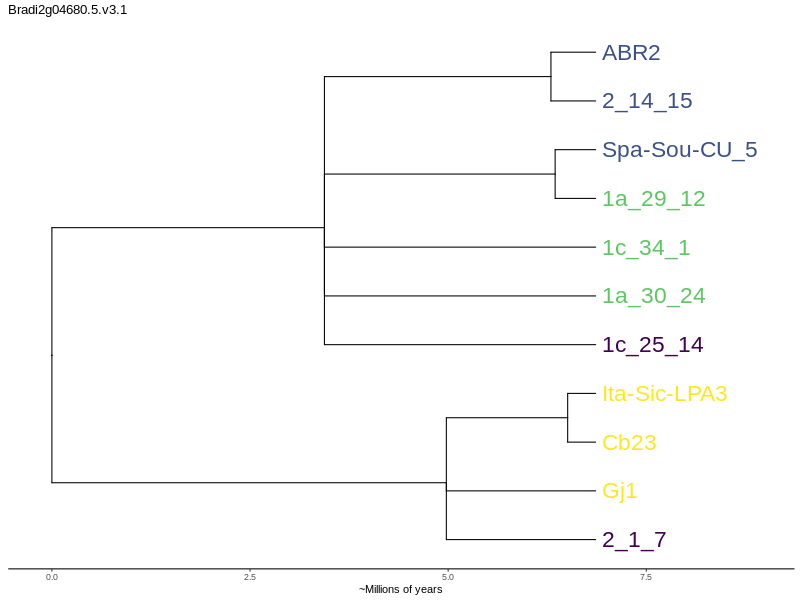 Bradi2g04680.5.v3.1
ABR2
2_14_15
Spa-Sou-CU_5
1a_29_12
1c_34_1
1a_30_24
1c_25_14
Ita-Sic-LPA3
Cb23
Gj1
2_1_7
0.0 2.5 5.0 7.5
~Millions of years